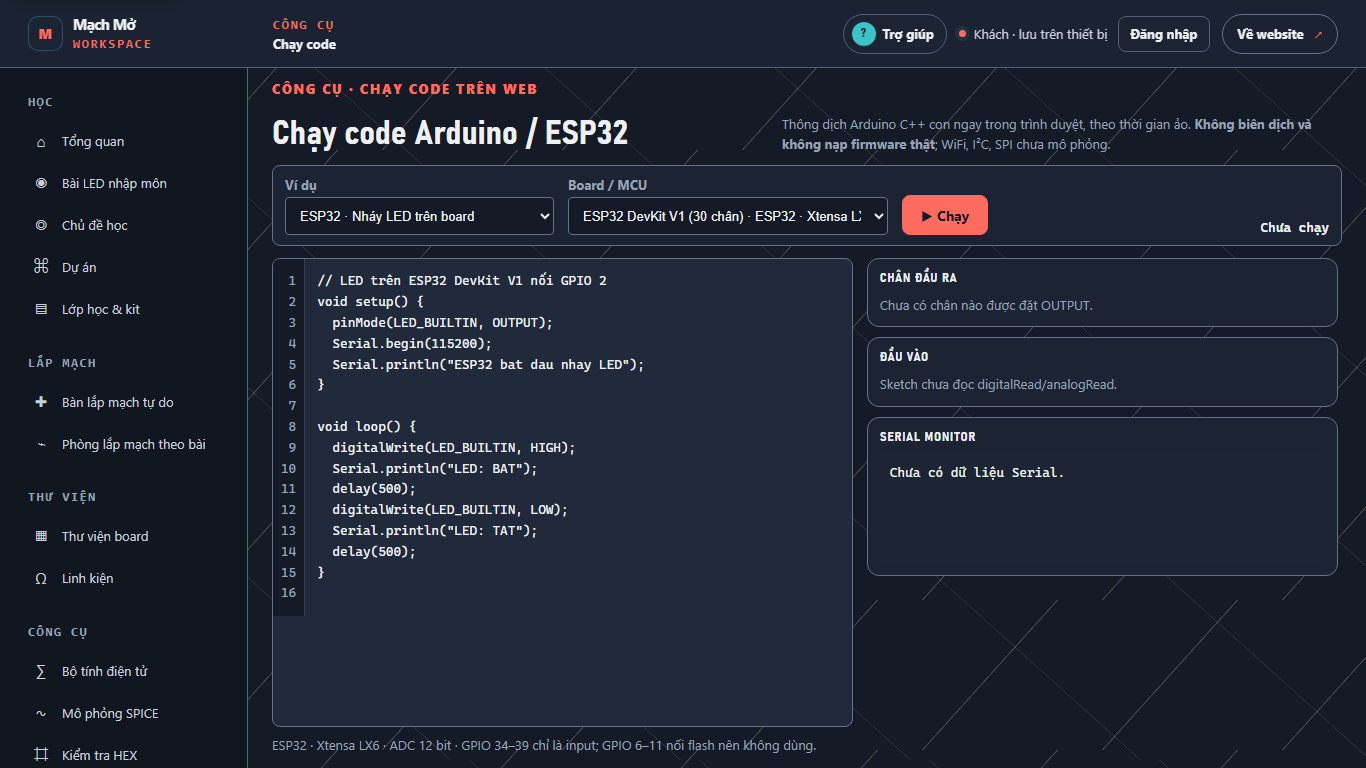 M
Mạch Mở
WORKSPACE
CÔNG CỤ
Chạy code
? Trợ giúp
Khách · lưu trên thiết bị
Đăng nhập
Về website ↗
HỌC
Tổng quan
Bài LED nhập môn
Chủ đề học
Dự án
Lớp học & kit
LẮP MẠCH
Bàn lắp mạch tự do
Phòng lắp mạch theo bài
THƯ VIỆN
Thư viện board
Linh kiện
CÔNG CỤ
Bộ tính điện tử
Mô phỏng SPICE
Kiểm tra HEX
CÔNG CỤ · CHẠY CODE TRÊN WEB
Chạy code Arduino / ESP32
Thông dịch Arduino C++ con ngay trong trình duyệt, theo thời gian ảo. Không biên dịch và
không nạp firmware thật; WiFi, I²C, SPI chưa mô phỏng.
Ví dụ
ESP32 · Nháy LED trên board
Board / MCU
ESP32 DevKit V1 (30 chân) · ESP32 · Xtensa LX
▶ Chạy
Chưa chạy
1 // LED trên ESP32 DevKit V1 nối GPIO 2
2 void setup() {
3 pinMode(LED_BUILTIN, OUTPUT);
4 Serial.begin(115200);
5 Serial.println("ESP32 bat dau nhay LED");
6 }
7
8 void loop() {
9 digitalWrite(LED_BUILTIN, HIGH);
10 Serial.println("LED: BAT");
11 delay(500);
12 digitalWrite(LED_BUILTIN, LOW);
13 Serial.println("LED: TAT");
14 delay(500);
15 }
16
CHÂN ĐẦU RA
Chưa có chân nào được đặt OUTPUT.
ĐẦU VÀO
Sketch chưa đọc digitalRead/analogRead.
SERIAL MONITOR
Chưa có dữ liệu Serial.
ESP32 · Xtensa LX6 · ADC 12 bit · GPIO 34–39 chỉ là input; GPIO 6–11 nối flash nên không dùng.